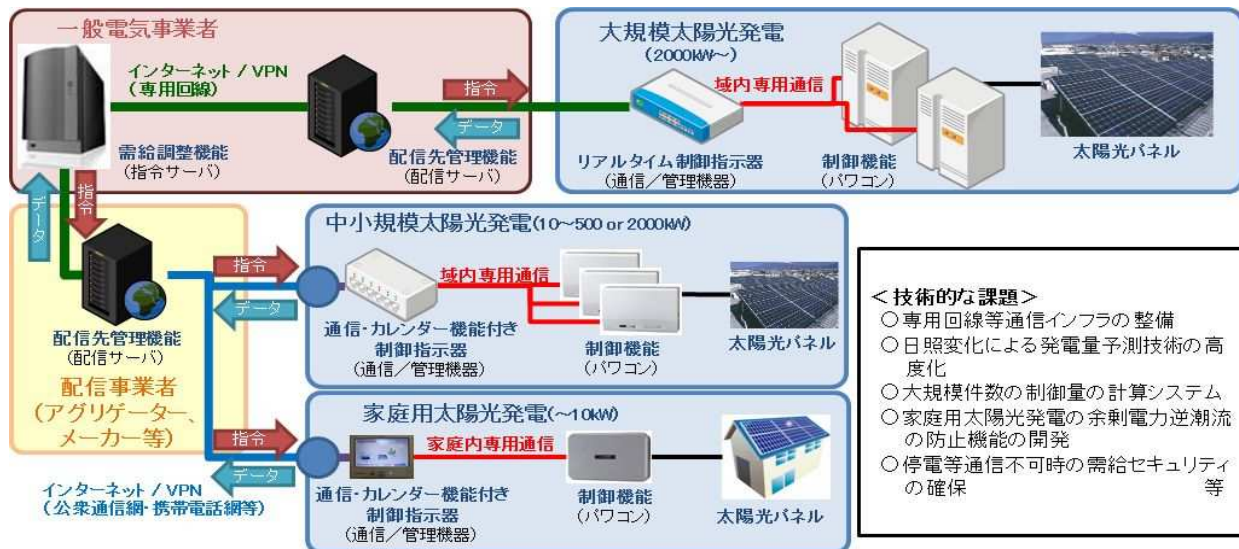 一般電気事業者
インターネット / VPN
(専用回線)
需給調整機能
(指令サーバ)
配信先管理機能
(配信サーバ)
指令
データ
大規模太陽光発電
(2000kW~)
域内専用通信
リアルタイム制御指示器
(通信/管理機器)
制御機能
(パワコン)
太陽光パネル
データ
指令
配信先管理機能
(配信サーバ)
配信事業者
(アグリゲーター、
メーカー等)
指令
データ
中小規模太陽光発電(10~500 or 2000kW)
域内専用通信
通信・カレンダー機能付き
制御指示器
(通信/管理機器)
制御機能
(パワコン)
太陽光パネル
指令
データ
インターネット / VPN
(公衆通信網・携帯電話網等)
家庭用太陽光発電(~10kW)
家庭内専用通信
通信・カレンダー機能付き
制御指示器
(通信/管理機器)
制御機能
(パワコン)
太陽光パネル
<技術的な課題>
○専用回線等通信インフラの整備
○日照変化による発電量予測技術の高
度化
○大規模件数の制御量の計算システム
○家庭用太陽光発電の余剰電力逆潮流
の防止機能の開発
○停電等通信不可時の需給セキュリティ
の確保 等